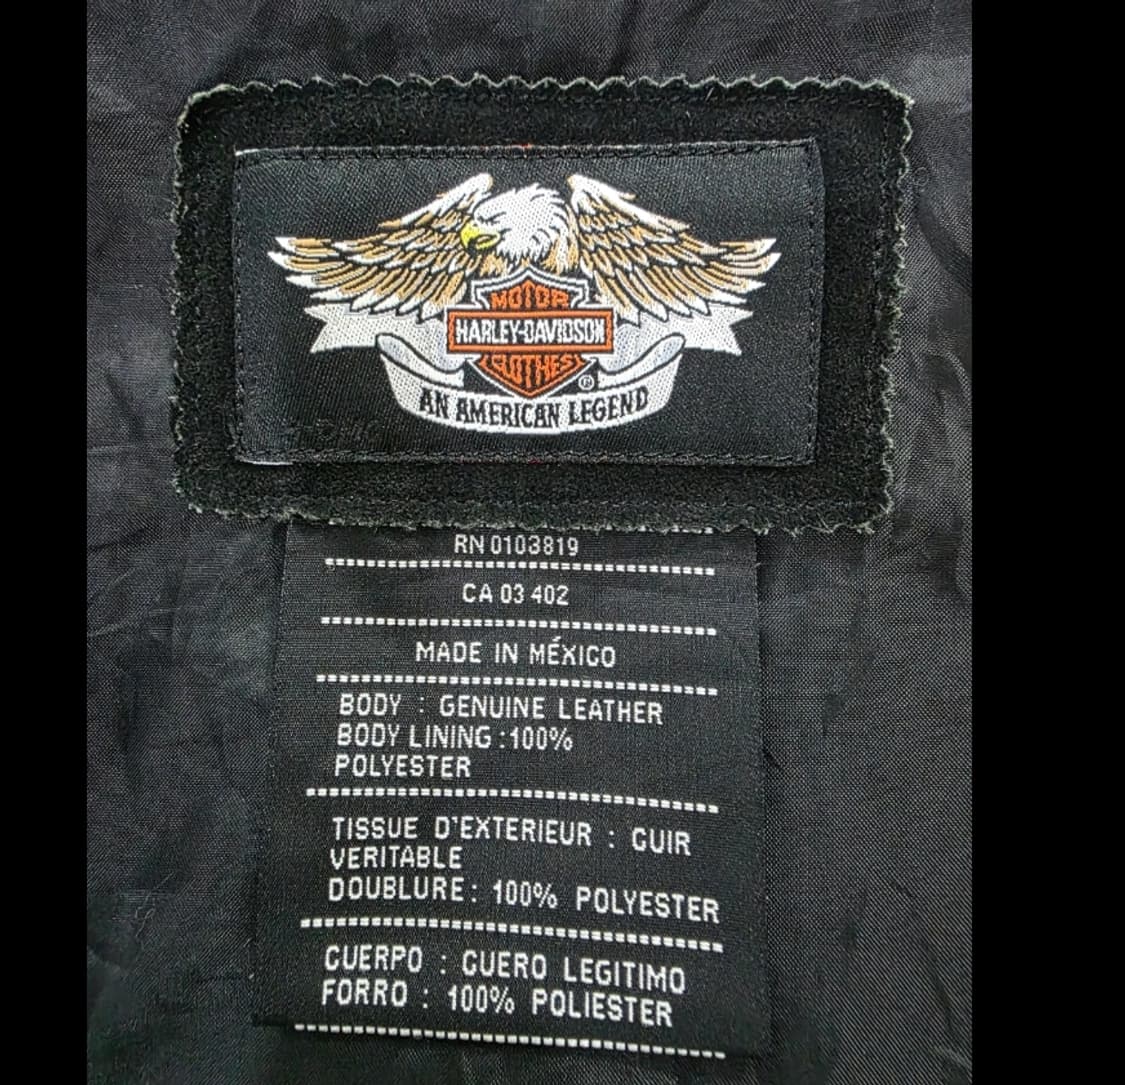 MOTOR
HARLEY-DAVIDSON
CLOTHES
®
AN AMERICAN LEGEND
RN 0103819
CA 03 402
MADE IN MÉXICO
BODY : GENUINE LEATHER
BODY LINING :100%
POLYESTER
TISSUE D'EXTERIEUR : CUIR
VERITABLE
DOUBLURE : 100% POLYESTER
CUERPO : CUERO LEGITIMO
FORRO : 100% POLIESTER